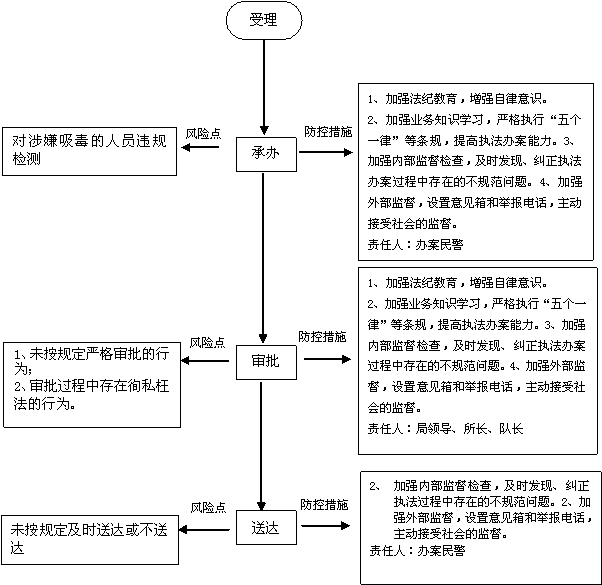 受理
1、加强法纪教育，增强自律意识。
2、加强业务知识学习，严格执行“五个
一律”等条规，提高执法办案能力。3、
加强内部监督检查，及时发现、纠正执法
办案过程中存在的不规范问题。4、加强
外部监督，设置意见箱和举报电话，主动
接受社会的监督。
责任人：办案民警
风险点
防控措施
对涉嫌吸毒的人员违规
检测
承办
1、加强法纪教育，增强自律意识。
2、加强业务知识学习，严格执行“五个一
律”等条规，提高执法办案能力。3、加强
内部监督检查，及时发现、纠正执法办案
过程中存在的不规范问题。4、加强外部监
督，设置意见箱和举报电话，主动接受社
会的监督。
责任人：局领导、所长、队长
风险点
防控措施
1、未按规定严格审批的行
为；
2、审批过程中存在徇私枉
法的行为。
审批
2、 加强内部监督检查，及时发现、纠正
执法过程中存在的不规范问题。2、加
强外部监督，设置意见箱和举报电话，
主动接受社会的监督。
责任人：办案民警
风险点
防控措施
未按规定及时送达或不送
达
送达